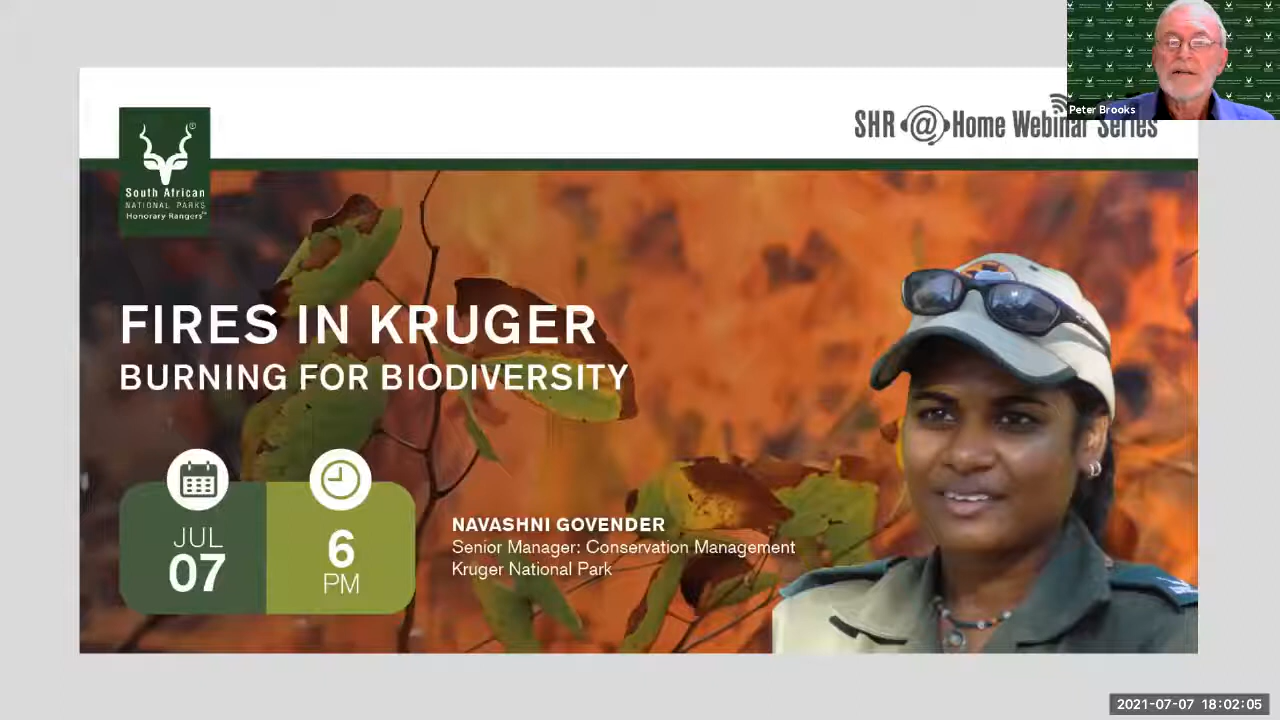 Peter Brooks
SHR @ Home Webinar Series
®
South African
NATIONAL PARKS
Honorary Rangers™
FIRES IN KRUGER
BURNING FOR BIODIVERSITY
JUL
07
6
PM
NAVASHNI GOVENDER
Senior Manager: Conservation Management
Kruger National Park
2021-07-07 18:02:05